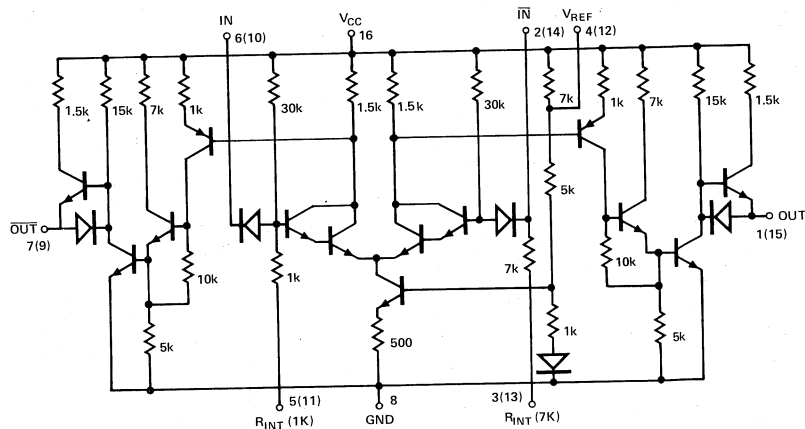 IN
6(10)
VCC
16
IN
2(14)
VREF
4(12)
1.5k
15k
7k
1k
30k
1.5k
1.5k
30k
7k
1k
7k
15k
1.5k
5k
OUT
7(9)
OUT
1(15)
10k
1k
7k
10k
5k
500
1k
5k
5(11)
RINT (1K)
8
GND
3(13)
RINT (7K)